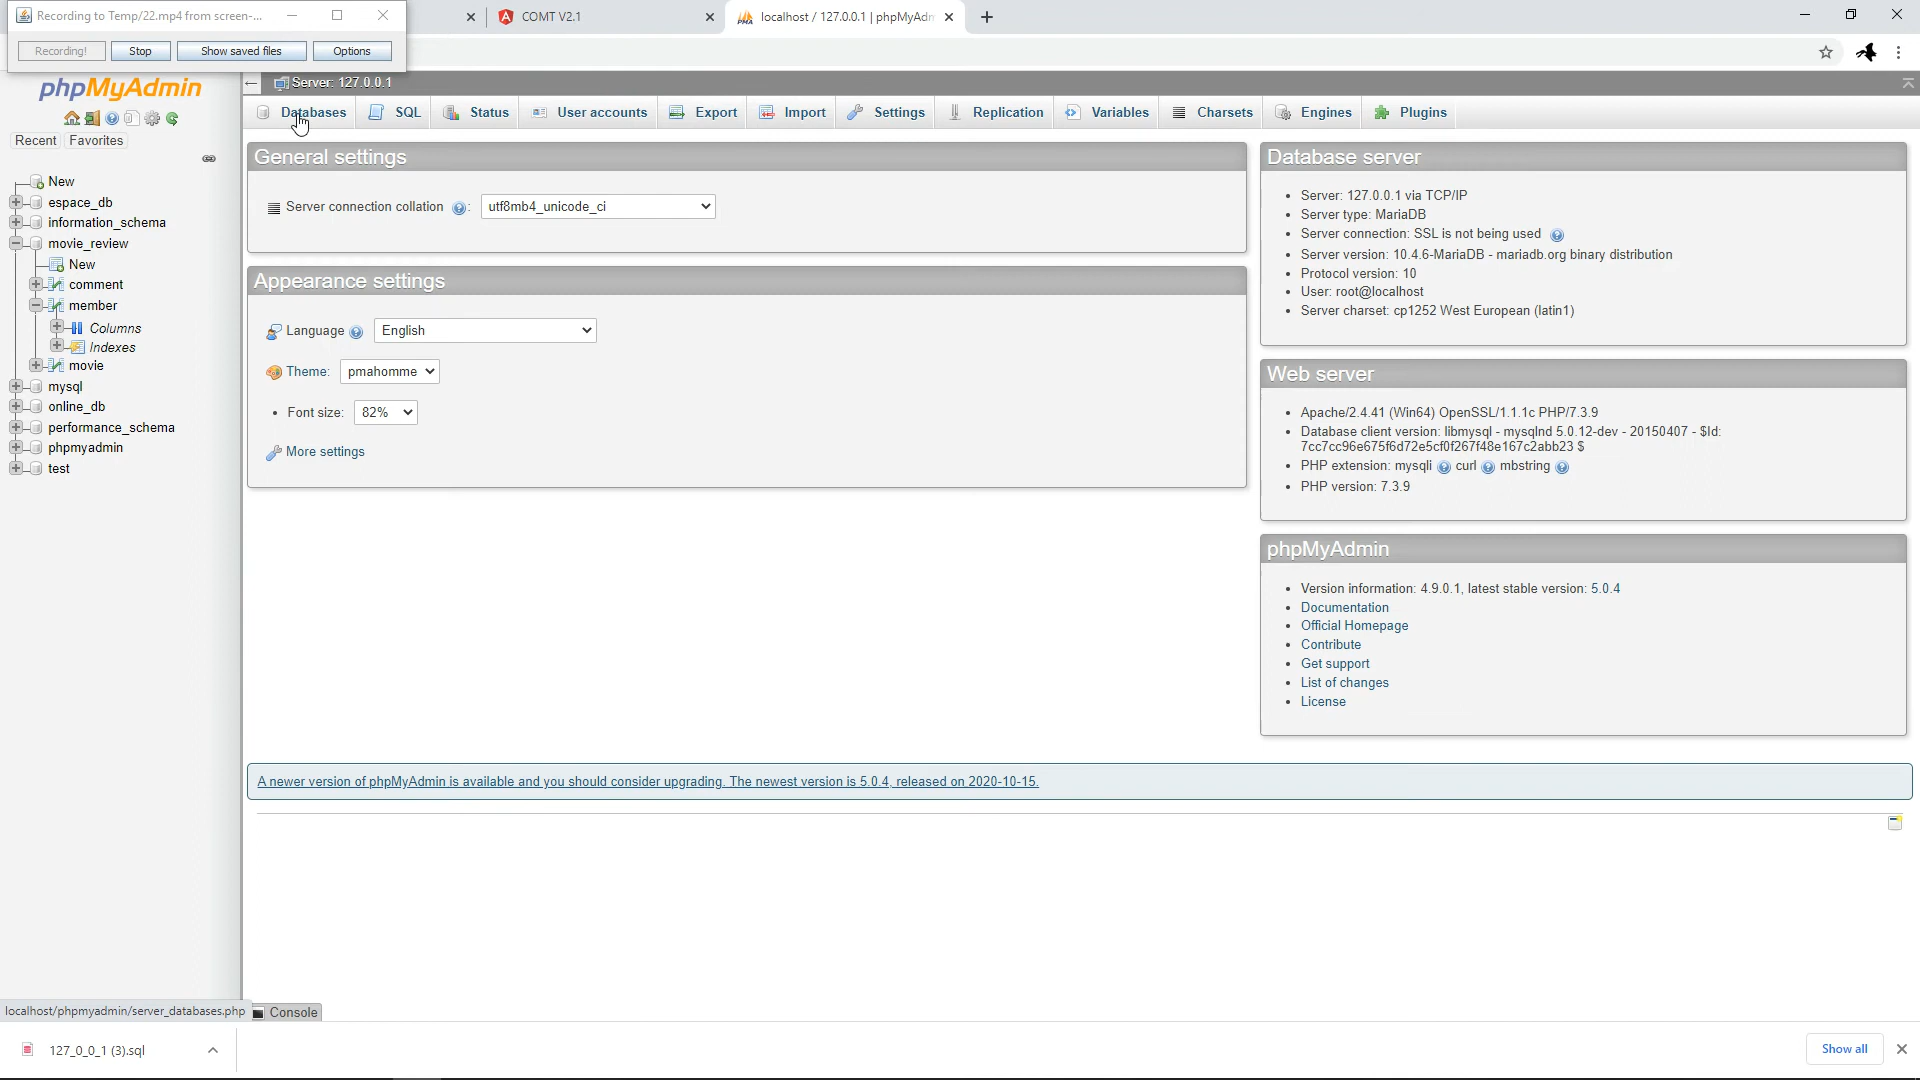 Recording to Temp/22.mp4 from screen-...
COMT V2.1
localhost / 127.0.0.1 | phpMyAdm
Recording!
Stop
Show saved files
Options
phpMyAdmin
Server: 127.0.0.1
Databases
SQL
Status
User accounts
Export
Import
Settings
Replication
Variables
Charsets
Engines
Plugins
Recent
Favorites
New
espace_db
information_schema
movie_review
New
comment
member
Columns
Indexes
movie
mysql
online_db
performance_schema
phpmyadmin
test
General settings
Server connection collation :
utf8mb4_unicode_ci
Appearance settings
Language
English
Theme:
pmahomme
• Font size:
82%
More settings
Database server
• Server: 127.0.0.1 via TCP/IP
• Server type: MariaDB
• Server connection: SSL is not being used
• Server version: 10.4.6-MariaDB - mariadb.org binary distribution
• Protocol version: 10
• User: root@localhost
• Server charset: cp1252 West European (latin1)
Web server
• Apache/2.4.41 (Win64) OpenSSL/1.1.1c PHP/7.3.9
• Database client version: libmysql - mysqlnd 5.0.12-dev - 20150407 - $Id:
7cc7cc96e675f6d72e5cf0f267f48e167c2abb23 $
• PHP extension: mysqli curl mbstring
• PHP version: 7.3.9
phpMyAdmin
• Version information: 4.9.0.1, latest stable version: 5.0.4
• Documentation
• Official Homepage
• Contribute
• Get support
• List of changes
• License
A newer version of phpMyAdmin is available and you should consider upgrading. The newest version is 5.0.4, released on 2020-10-15.
localhost/phpmyadmin/server_databases.php
Console
127_0_0_1 (3).sql
Show all